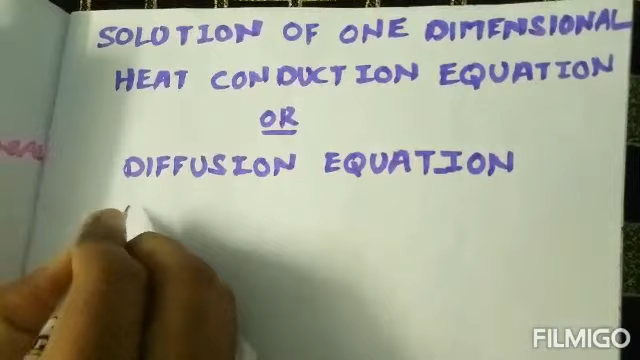 SOLUTION OF ONE DIMENSIONAL
HEAT CONDUCTION EQUATION
OR
DIFFUSION EQUATION
FILMIGO